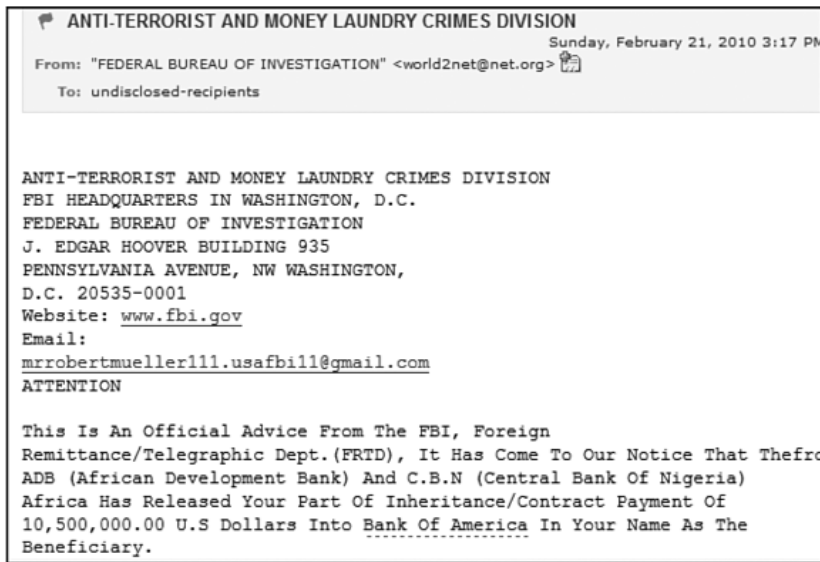 ANTI-TERRORIST AND MONEY LAUNDRY CRIMES DIVISION
Sunday, February 21, 2010 3:17 PM
From: "FEDERAL BUREAU OF INVESTIGATION" <world2net@net.org>
To: undisclosed-recipients
ANTI-TERRORIST AND MONEY LAUNDRY CRIMES DIVISION
FBI HEADQUARTERS IN WASHINGTON, D.C.
FEDERAL BUREAU OF INVESTIGATION
J. EDGAR HOOVER BUILDING 935
PENNSYLVANIA AVENUE, NW WASHINGTON,
D.C. 20535-0001
Website: www.fbi.gov
Email:
mrrobertmueller111.usafbi11@gmail.com
ATTENTION
This Is An Official Advice From The FBI, Foreign
Remittance/Telegraphic Dept.(FRTD), It Has Come To Our Notice That Thefro
ADB (African Development Bank) And C.B.N (Central Bank Of Nigeria)
Africa Has Released Your Part Of Inheritance/Contract Payment Of
10,500,000.00 U.S Dollars Into Bank Of America In Your Name As The
Beneficiary.